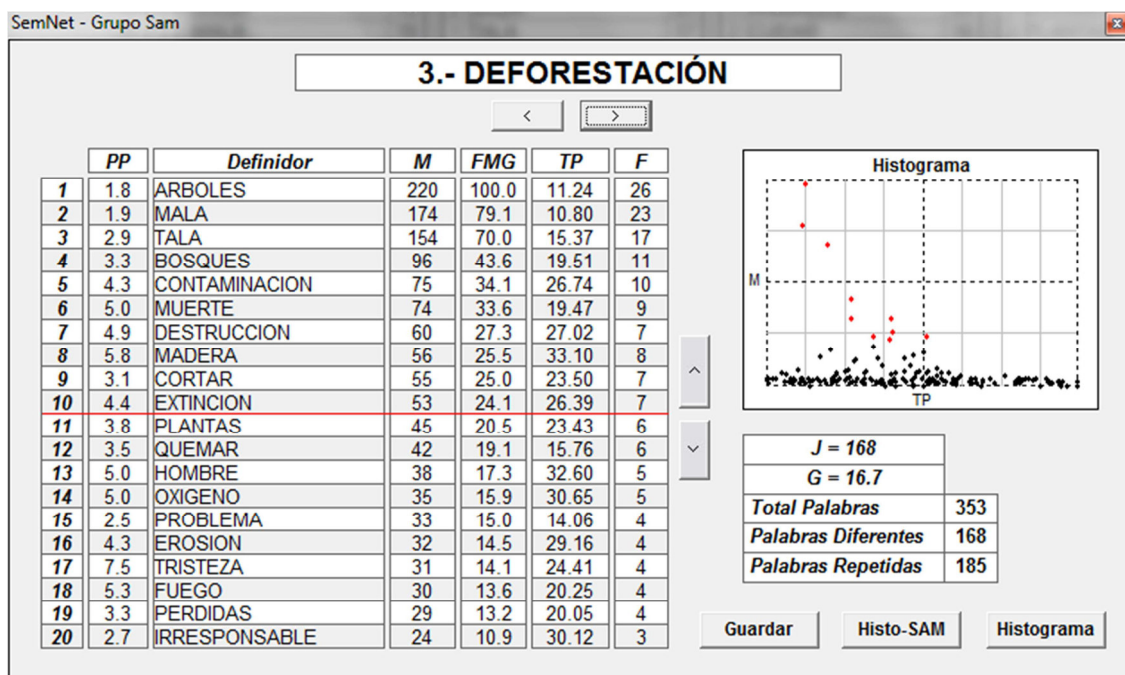 SemNet - Grupo Sam
3.- DEFORESTACIÓN
< >
PP Definidor M FMG TP F
1 1.8 ARBOLES 220 100.0 11.24 26
2 1.9 MALA 174 79.1 10.80 23
3 2.9 TALA 154 70.0 15.37 17
4 3.3 BOSQUES 96 43.6 19.51 11
5 4.3 CONTAMINACION 75 34.1 26.74 10
6 5.0 MUERTE 74 33.6 19.47 9
7 4.9 DESTRUCCION 60 27.3 27.02 7
8 5.8 MADERA 56 25.5 33.10 8
9 3.1 CORTAR 55 25.0 23.50 7
10 4.4 EXTINCION 53 24.1 26.39 7
11 3.8 PLANTAS 45 20.5 23.43 6
12 3.5 QUEMAR 42 19.1 15.76 6
13 5.0 HOMBRE 38 17.3 32.60 5
14 5.0 OXIGENO 35 15.9 30.65 5
15 2.5 PROBLEMA 33 15.0 14.06 4
16 4.3 EROSION 32 14.5 29.16 4
17 7.5 TRISTEZA 31 14.1 24.41 4
18 5.3 FUEGO 30 13.6 20.25 4
19 3.3 PERDIDAS 29 13.2 20.05 4
20 2.7 IRRESPONSABLE 24 10.9 30.12 3
Histograma
M
TP
J = 168
G = 16.7
Total Palabras 353
Palabras Diferentes 168
Palabras Repetidas 185
Guardar Histo-SAM Histograma